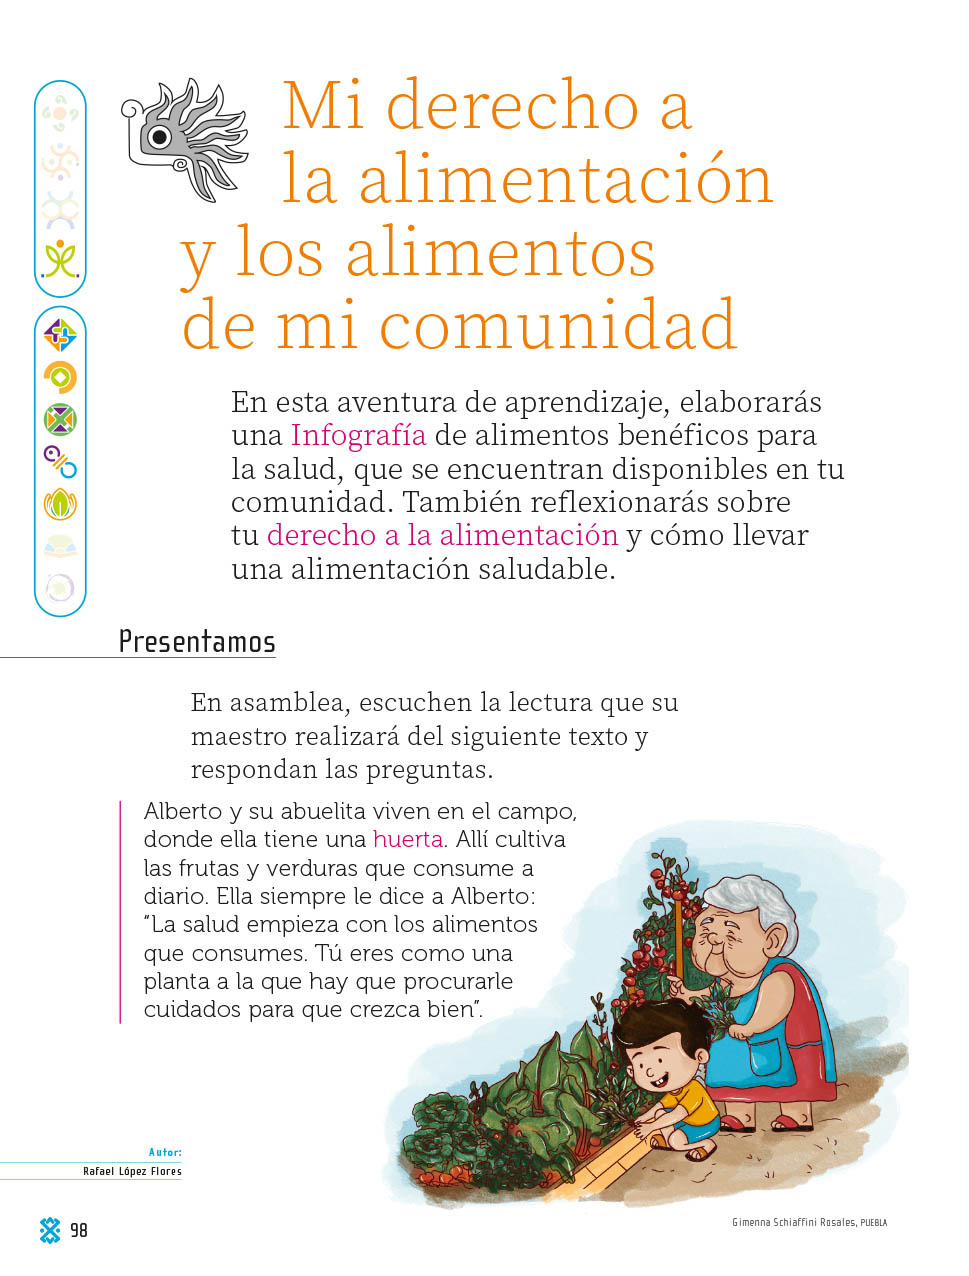 Mi derecho a
la alimentación
y los alimentos
de mi comunidad
En esta aventura de aprendizaje, elaborarás
una Infografía de alimentos benéficos para
la salud, que se encuentran disponibles en tu
comunidad. También reflexionarás sobre
tu derecho a la alimentación y cómo llevar
una alimentación saludable.
Presentamos
En asamblea, escuchen la lectura que su
maestro realizará del siguiente texto y
respondan las preguntas.
Alberto y su abuelita viven en el campo,
donde ella tiene una huerta. Allí cultiva
las frutas y verduras que consume a
diario. Ella siempre le dice a Alberto:
“La salud empieza con los alimentos
que consumes. Tú eres como una
planta a la que hay que procurarle
cuidados para que crezca bien”.
Autor:
Rafael López Flores
98
Gimenna Schiaffini Rosales, PUEBLA